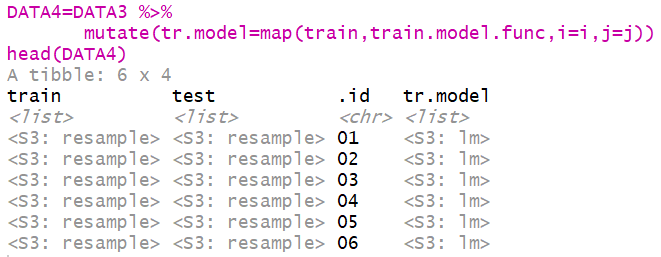 DATA4=DATA3 %>%
mutate(tr.model=map(train,train.model.func,i=i,j=j))
head(DATA4)
A tibble: 6 x 4
train test .id tr.model
<list> <list> <chr> <list>
<S3: resample> <S3: resample> 01 <S3: lm>
<S3: resample> <S3: resample> 02 <S3: lm>
<S3: resample> <S3: resample> 03 <S3: lm>
<S3: resample> <S3: resample> 04 <S3: lm>
<S3: resample> <S3: resample> 05 <S3: lm>
<S3: resample> <S3: resample> 06 <S3: lm>